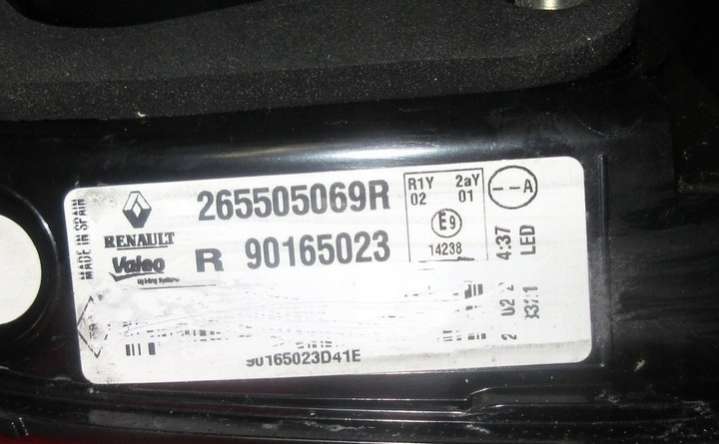 MADE IN SPAIN
RENAULT
Valeo
265505069R
R 90165023
R1Y 2aY
02 01
E9
14238
--A
4:37
LED
90165023D41E